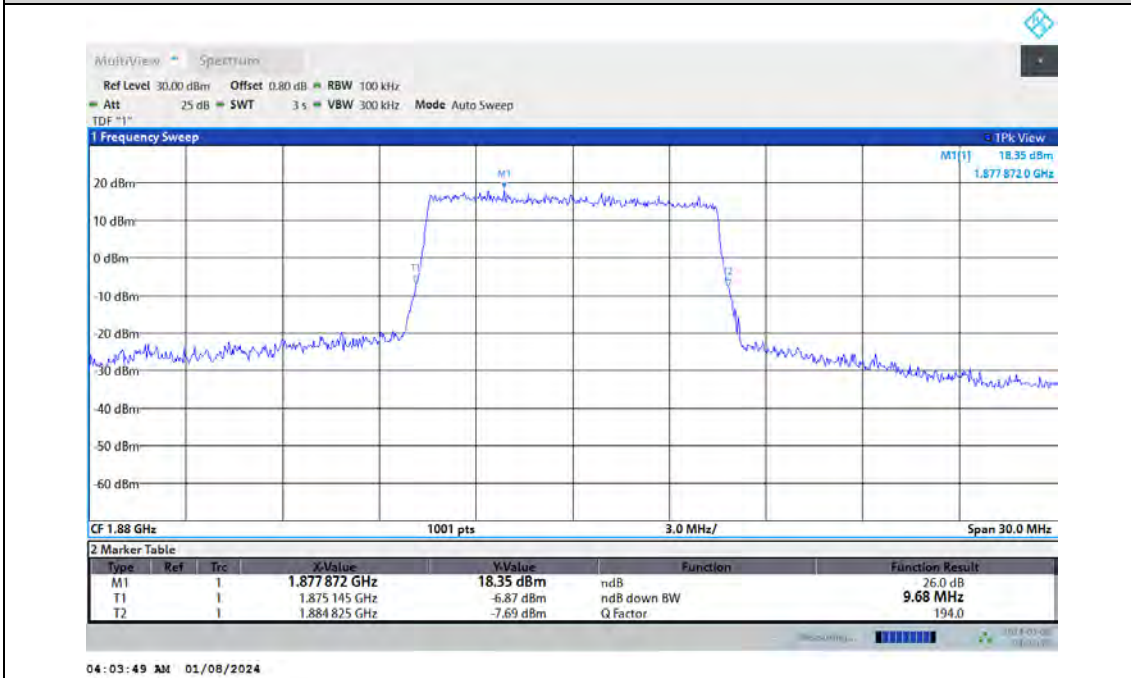 MultiView Spectrum
Ref Level 30.00 dBm Offset 0.80 dB RBW 100 kHz
Att 25 dB SWT 3 s VBW 300 kHz Mode Auto Sweep
TDF "1"
1 Frequency Sweep 1Pk View
M1[1] 18.35 dBm
1.877 872 0 GHz
M1
20 dBm
10 dBm
0 dBm
T1
T2
-10 dBm
-20 dBm
-30 dBm
-40 dBm
-50 dBm
-60 dBm
CF 1.88 GHz 1001 pts 3.0 MHz/ Span 30.0 MHz
2 Marker Table
Type Ref Trc X-Value Y-Value Function Function Result
M1 1 1.877 872 GHz 18.35 dBm ndB 26.0 dB
T1 1 1.875 145 GHz -6.87 dBm ndB down BW 9.68 MHz
T2 1 1.884 825 GHz -7.69 dBm Q Factor 194.0
04:03:49 AM 01/08/2024